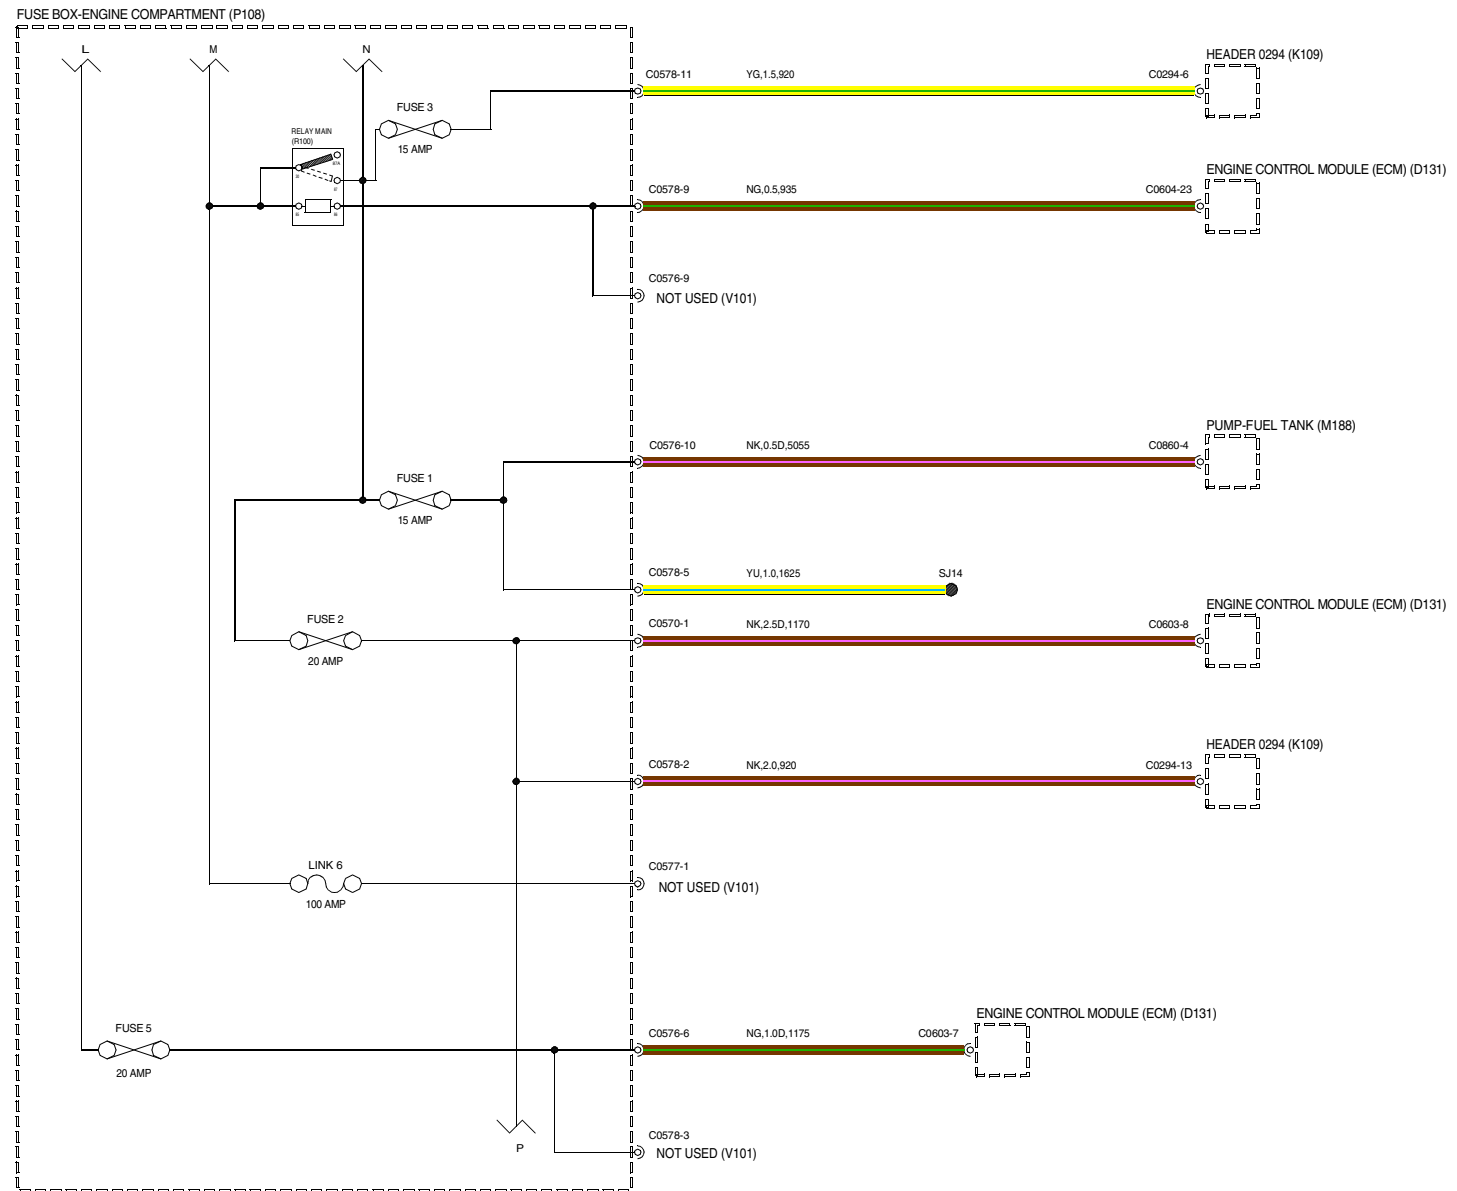 FUSE BOX-ENGINE COMPARTMENT (P108)
L
M
N
HEADER 0294 (K109)
C0578-11
YG,1.5,920
C0294-6
FUSE 3
15 AMP
RELAY MAIN
(R100)
87A
30
87
ENGINE CONTROL MODULE (ECM) (D131)
C0578-9
NG,0.5,935
C0604-23
C0576-9
NOT USED (V101)
PUMP-FUEL TANK (M188)
C0576-10
NK,0.5D,5055
C0860-4
FUSE 1
15 AMP
C0578-5
YU,1.0,1625
SJ14
ENGINE CONTROL MODULE (ECM) (D131)
FUSE 2
20 AMP
C0570-1
NK,2.5D,1170
C0603-8
HEADER 0294 (K109)
C0578-2
NK,2.0,920
C0294-13
LINK 6
100 AMP
C0577-1
NOT USED (V101)
ENGINE CONTROL MODULE (ECM) (D131)
FUSE 5
20 AMP
C0576-6
NG,1.0D,1175
C0603-7
P
C0578-3
NOT USED (V101)